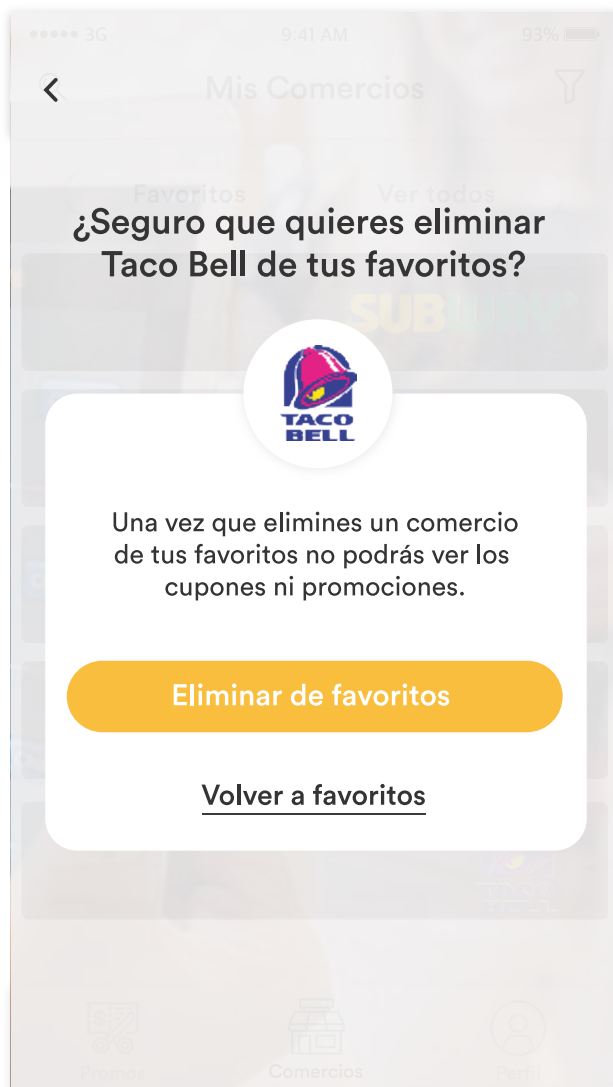 3G 9:41 AM 93%
Mis Comercios
Favoritos Ver todos
¿Seguro que quieres eliminar
Taco Bell de tus favoritos?
SUBWAY
TACO
BELL
Una vez que elimines un comercio
de tus favoritos no podrás ver los
cupones ni promociones.
Eliminar de favoritos
Volver a favoritos
Promos Comercios Perfil